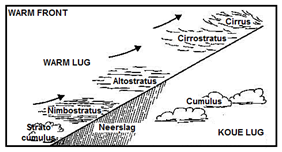 WARM FRONT
Cirrus
Cirrostratus
WARM LUG
Altostratus
Cumulus
Nimbostratus
Strato
cumulus
Neerslag
KOUE LUG